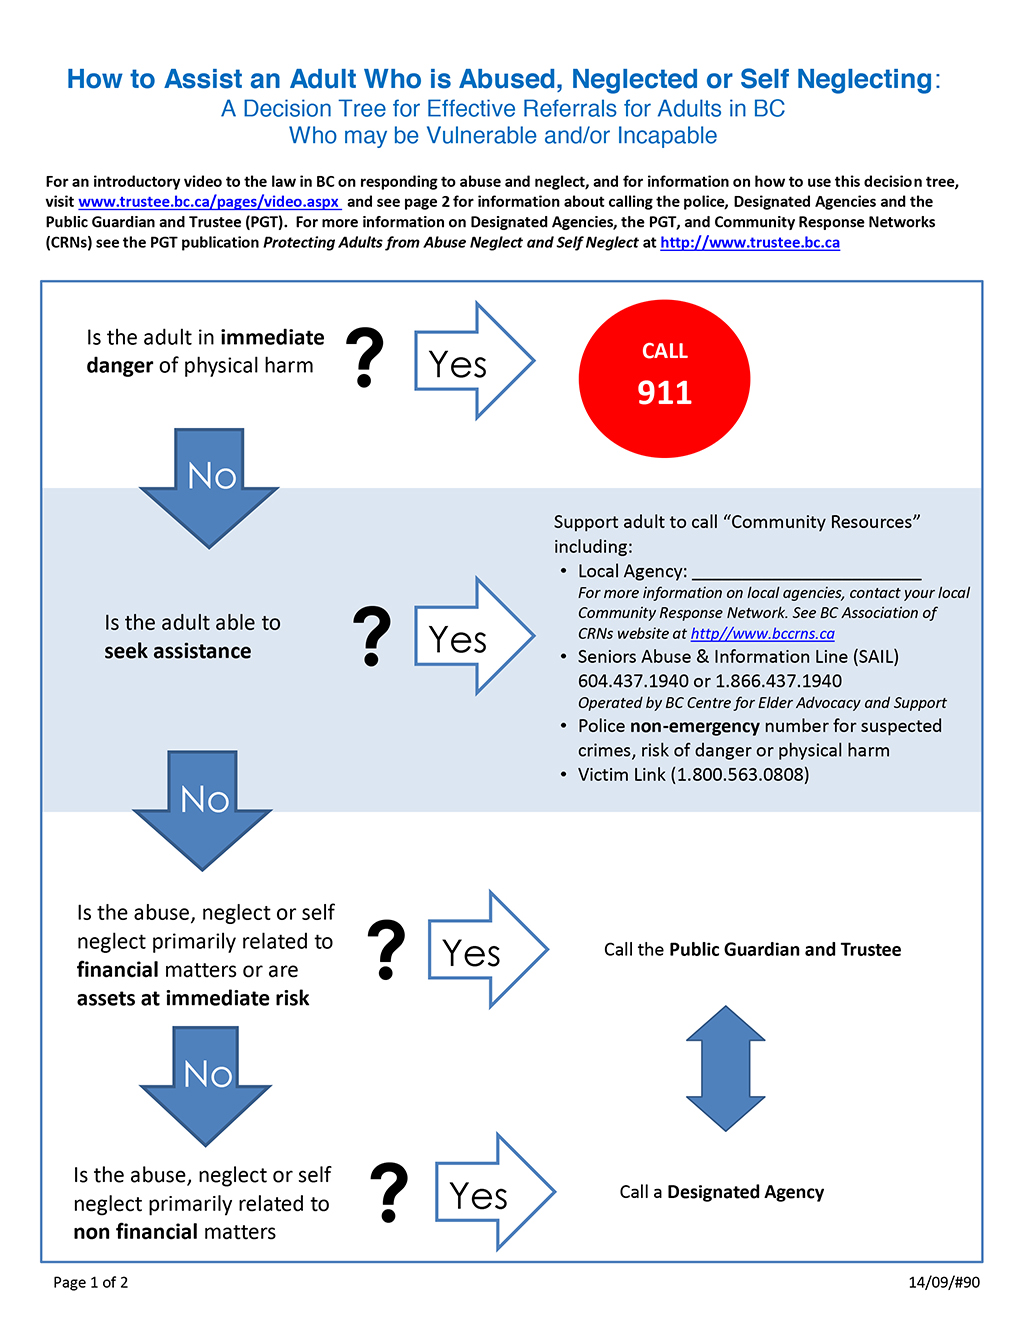 How to Assist an Adult Who is Abused, Neglected or Self Neglecting:
A Decision Tree for Effective Referrals for Adults in BC
Who may be Vulnerable and/or Incapable
For an introductory video to the law in BC on responding to abuse and neglect, and for information on how to use this decision tree,
visit www.trustee.bc.ca/pages/video.aspx and see page 2 for information about calling the police, Designated Agencies and the
Public Guardian and Trustee (PGT). For more information on Designated Agencies, the PGT, and Community Response Networks
(CRNs) see the PGT publication Protecting Adults from Abuse Neglect and Self Neglect at http://www.trustee.bc.ca
Is the adult in immediate
danger of physical harm
?
Yes
CALL
911
No
Is the adult able to
seek assistance
?
Yes
Support adult to call “Community Resources”
including:
• Local Agency: ______________________
For more information on local agencies, contact your local
Community Response Network. See BC Association of
CRNs website at http//www.bccrns.ca
• Seniors Abuse & Information Line (SAIL)
604.437.1940 or 1.866.437.1940
Operated by BC Centre for Elder Advocacy and Support
• Police non-emergency number for suspected
crimes, risk of danger or physical harm
• Victim Link (1.800.563.0808)
No
Is the abuse, neglect or self
neglect primarily related to
financial matters or are
assets at immediate risk
?
Yes
Call the Public Guardian and Trustee
No
Is the abuse, neglect or self
neglect primarily related to
non financial matters
?
Yes
Call a Designated Agency
Page 1 of 2
14/09/#90